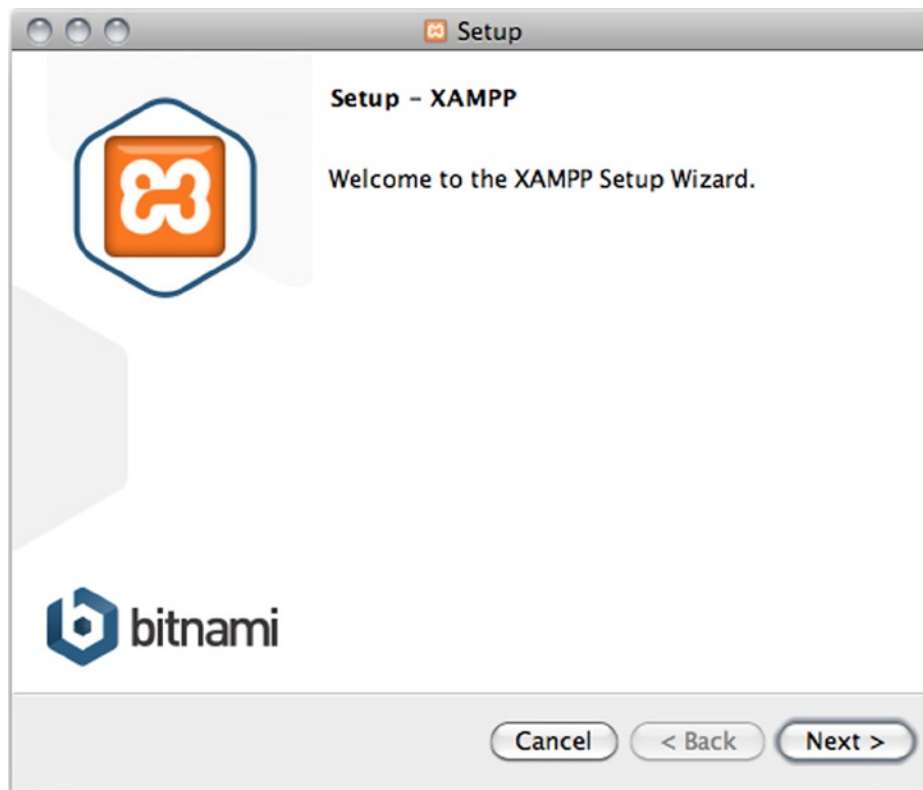 Setup
Setup – XAMPP
Welcome to the XAMPP Setup Wizard.
bitnami
Cancel
< Back
Next >